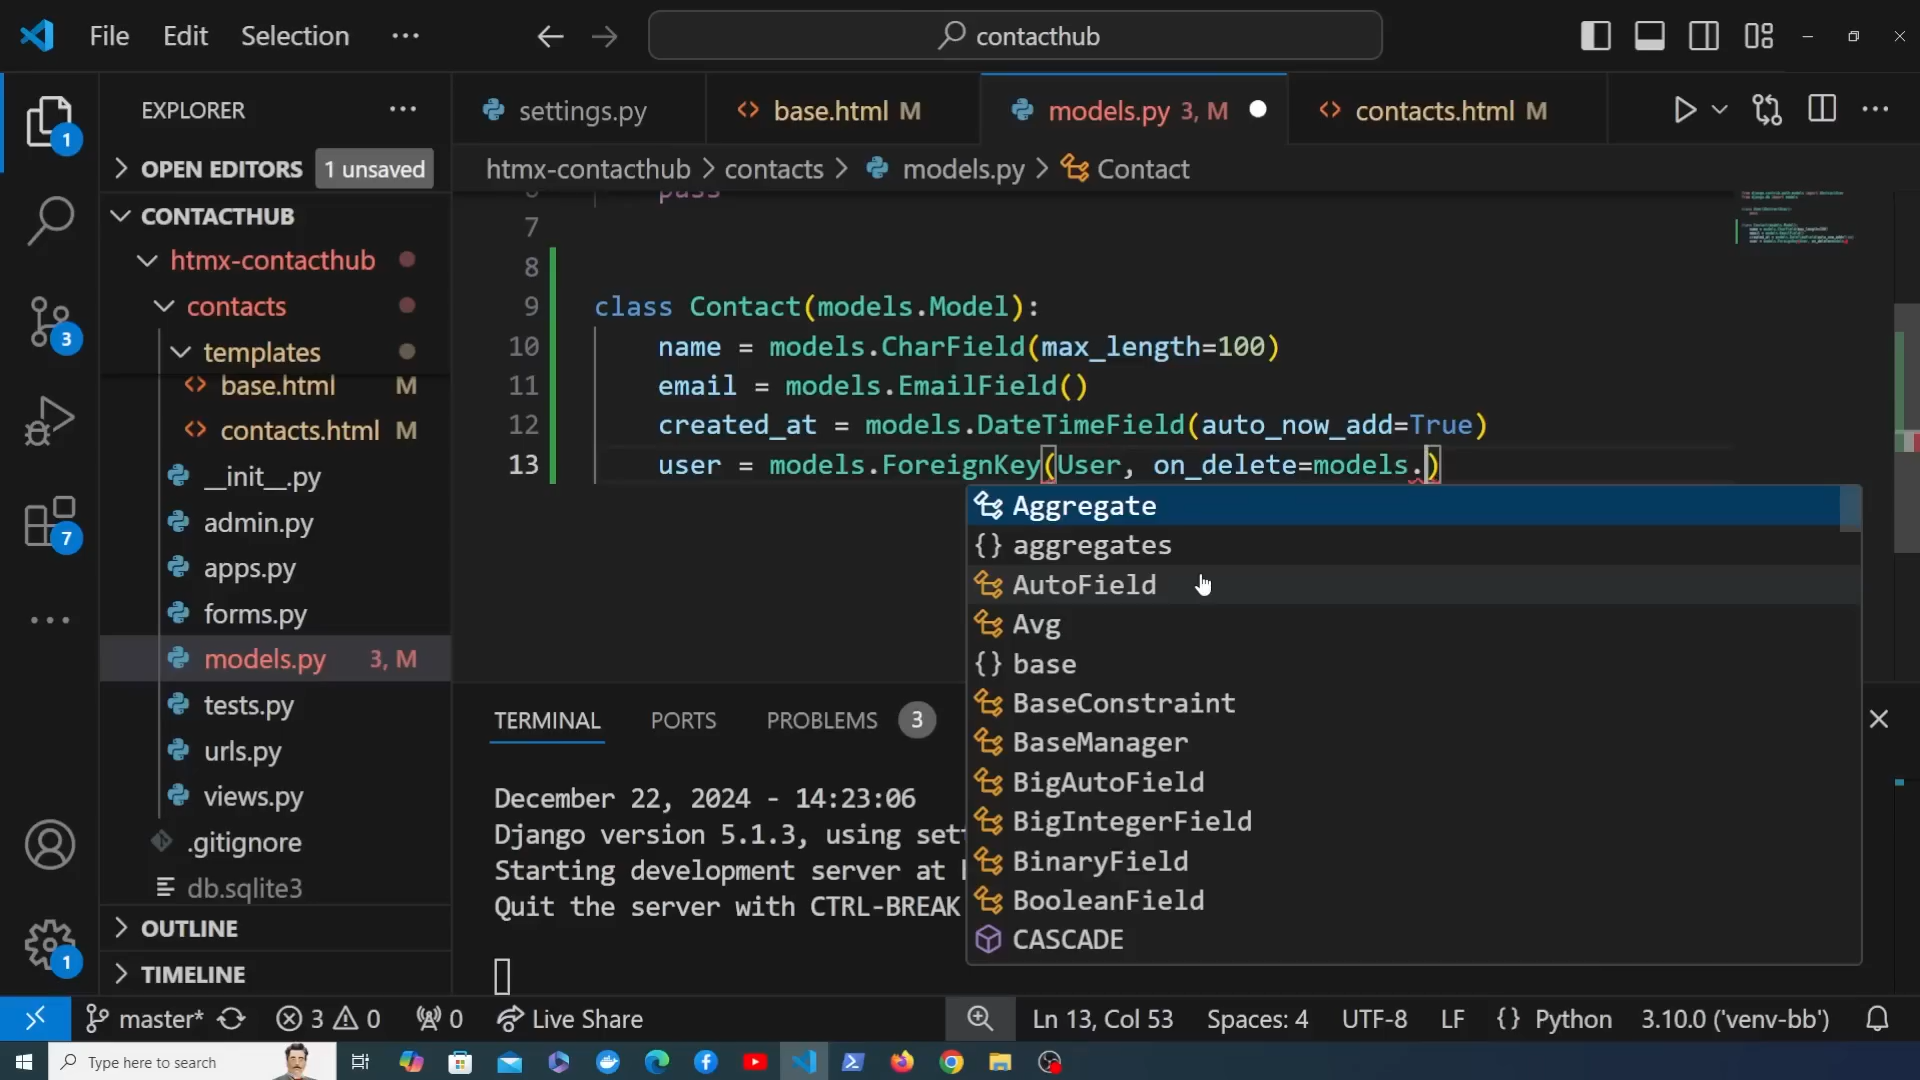 File Edit Selection ···
contacthub
EXPLORER
OPEN EDITORS 1 unsaved
CONTACTHUB
htmx-contacthub
contacts
templates
base.html M
contacts.html M
__init__.py
admin.py
apps.py
forms.py
models.py 3, M
tests.py
urls.py
views.py
.gitignore
db.sqlite3
OUTLINE
TIMELINE
1
3
7
1
settings.py
base.html M
models.py 3, M
contacts.html M
htmx-contacthub > contacts > models.py > Contact
6 pass
7
8
9 class Contact(models.Model):
10 name = models.CharField(max_length=100)
11 email = models.EmailField()
12 created_at = models.DateTimeField(auto_now_add=True)
13 user = models.ForeignKey(User, on_delete=models.)
Aggregate
{} aggregates
AutoField
Avg
{} base
BaseConstraint
BaseManager
BigAutoField
BigIntegerField
BinaryField
BooleanField
CASCADE
TERMINAL PORTS PROBLEMS 3
December 22, 2024 - 14:23:06
Django version 5.1.3, using set
Starting development server at
Quit the server with CTRL-BREAK
master* 3 0 0 Live Share Ln 13, Col 53 Spaces: 4 UTF-8 LF {} Python 3.10.0 ('venv-bb')
Type here to search